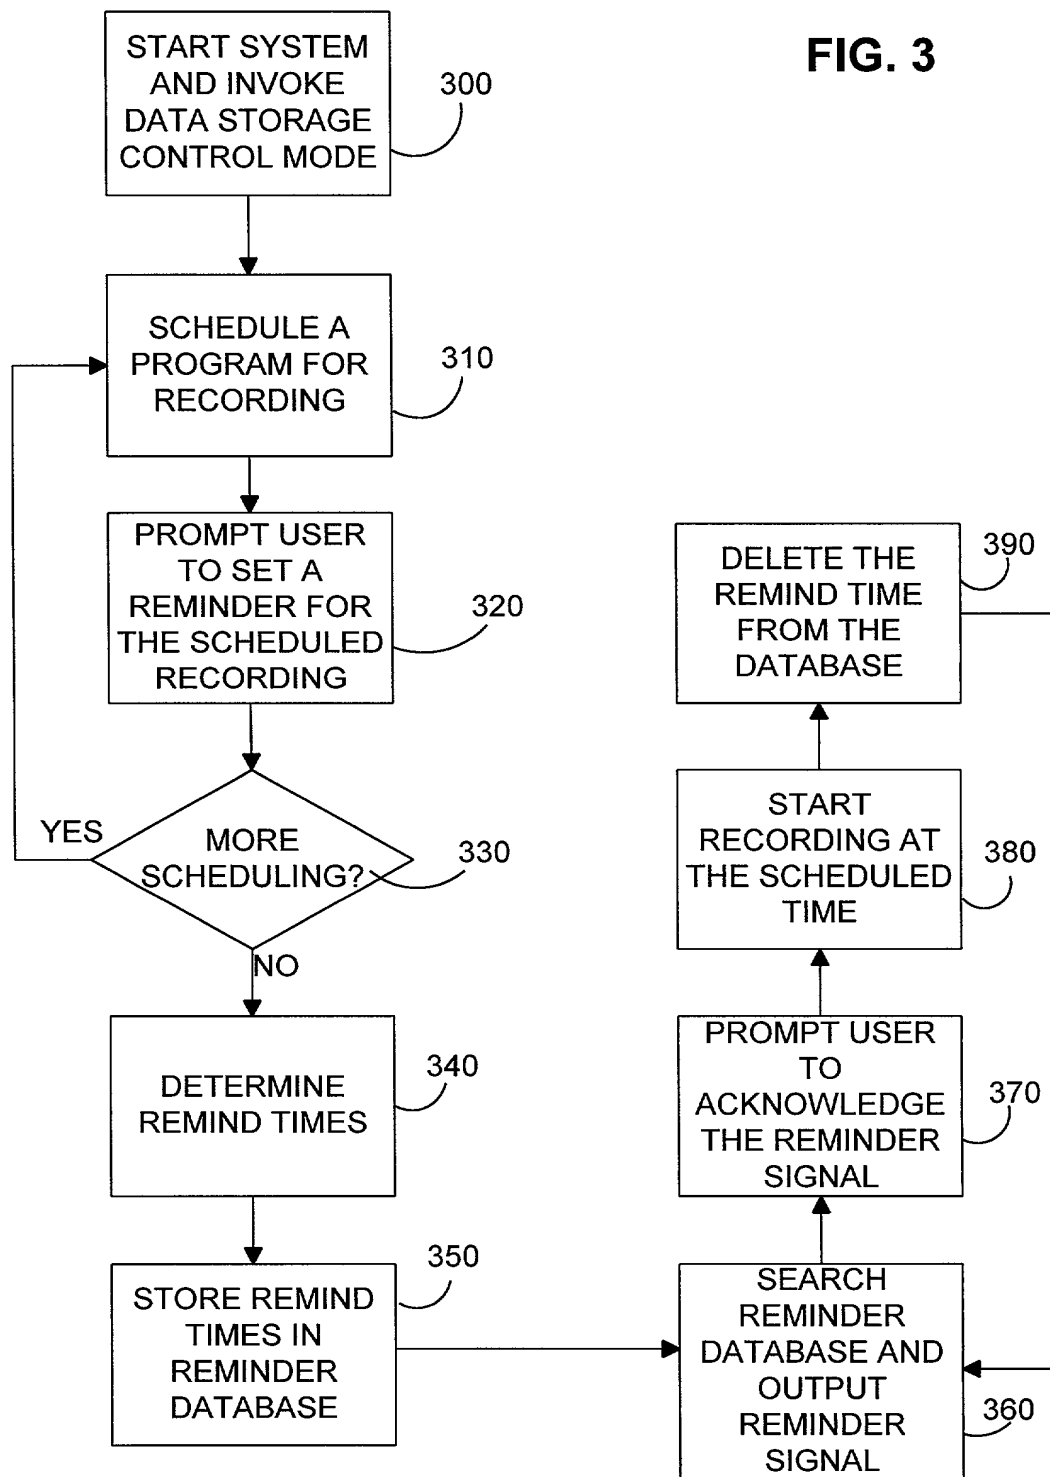 FIG. 3
START SYSTEM
AND INVOKE
DATA STORAGE
CONTROL MODE
300
SCHEDULE A
PROGRAM FOR
RECORDING
310
PROMPT USER
TO SET A
REMINDER FOR
THE SCHEDULED
RECORDING
320
MORE
SCHEDULING?
330
YES
NO
DETERMINE
REMIND TIMES
340
STORE REMIND
TIMES IN
REMINDER
DATABASE
350
SEARCH
REMINDER
DATABASE AND
OUTPUT
REMINDER
SIGNAL
360
PROMPT USER
TO
ACKNOWLEDGE
THE REMINDER
SIGNAL
370
START
RECORDING AT
THE SCHEDULED
TIME
380
DELETE THE
REMIND TIME
FROM THE
DATABASE
390